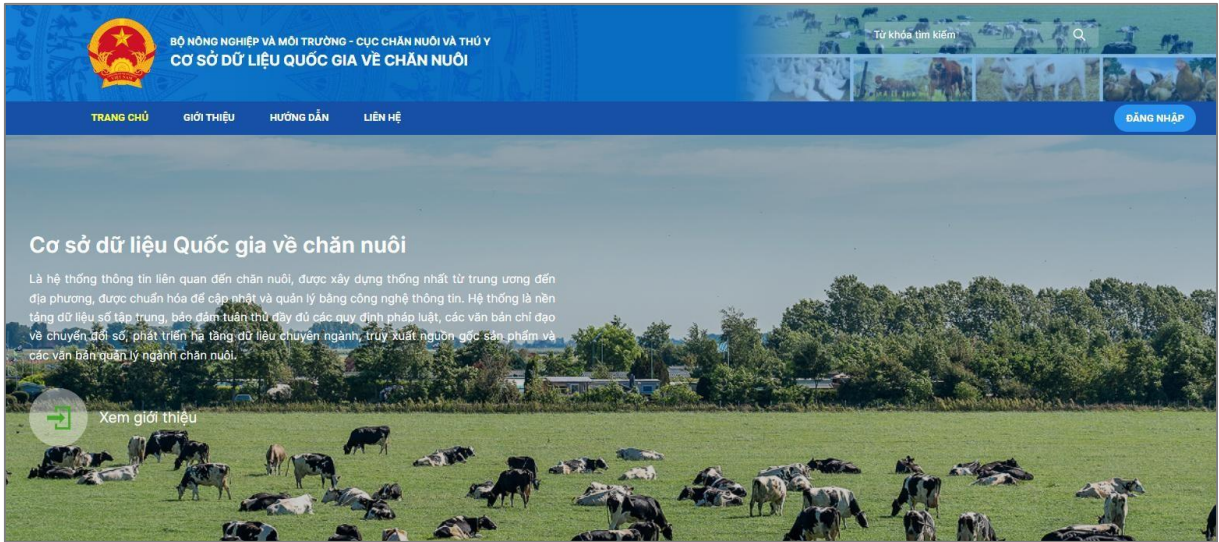 BỘ NÔNG NGHIỆP VÀ MÔI TRƯỜNG - CỤC CHĂN NUÔI VÀ THÚ Y
CƠ SỞ DỮ LIỆU QUỐC GIA VỀ CHĂN NUÔI
Từ khóa tìm kiếm
TRANG CHỦ GIỚI THIỆU HƯỚNG DẪN LIÊN HỆ ĐĂNG NHẬP
Cơ sở dữ liệu Quốc gia về chăn nuôi
Là hệ thống thông tin liên quan đến chăn nuôi, được xây dựng thống nhất từ trung ương đến
địa phương, được chuẩn hóa để cập nhật và quản lý bằng công nghệ thông tin. Hệ thống là nền
tảng dữ liệu số tập trung, bảo đảm tuân thủ đầy đủ các quy định pháp luật, các văn bản chỉ đạo
về chuyển đổi số, phát triển hạ tầng dữ liệu chuyên ngành, truy xuất nguồn gốc sản phẩm và
các văn bản quản lý ngành chăn nuôi.
Xem giới thiệu